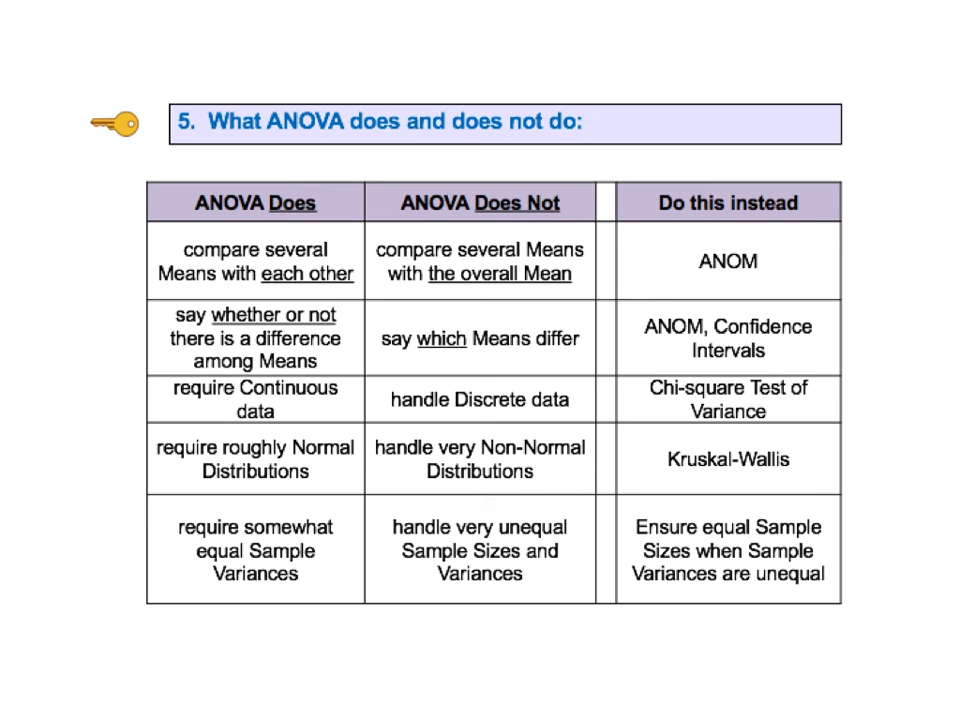 5. What ANOVA does and does not do:
ANOVA Does
ANOVA Does Not
Do this instead
compare several
Means with each other
compare several Means
with the overall Mean
ANOM
say whether or not
there is a difference
among Means
say which Means differ
ANOM, Confidence
Intervals
require Continuous
data
handle Discrete data
Chi-square Test of
Variance
require roughly Normal
Distributions
handle very Non-Normal
Distributions
Kruskal-Wallis
require somewhat
equal Sample
Variances
handle very unequal
Sample Sizes and
Variances
Ensure equal Sample
Sizes when Sample
Variances are unequal